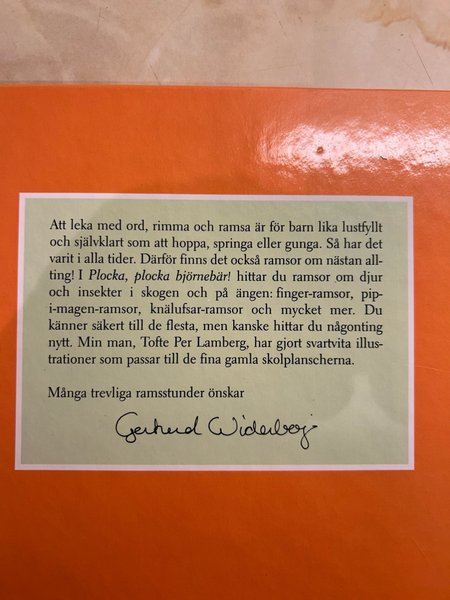 Att leka med ord, rimma och ramsa är för barn lika lustfyllt
och självklart som att hoppa, springa eller gunga. Så har det
varit i alla tider. Därför finns det också ramsor om nästan all-
ting! I Plocka, plocka björnebär! hittar du ramsor om djur
och insekter i skogen och på ängen: finger-ramsor, pip-
i-magen-ramsor, knälufsar-ramsor och mycket mer. Du
känner säkert till de flesta, men kanske hittar du någonting
nytt. Min man, Tofte Per Lamberg, har gjort svartvita illust-
rationer som passar till de fina gamla skolplanscherna.
Många trevliga ramsstunder önskar